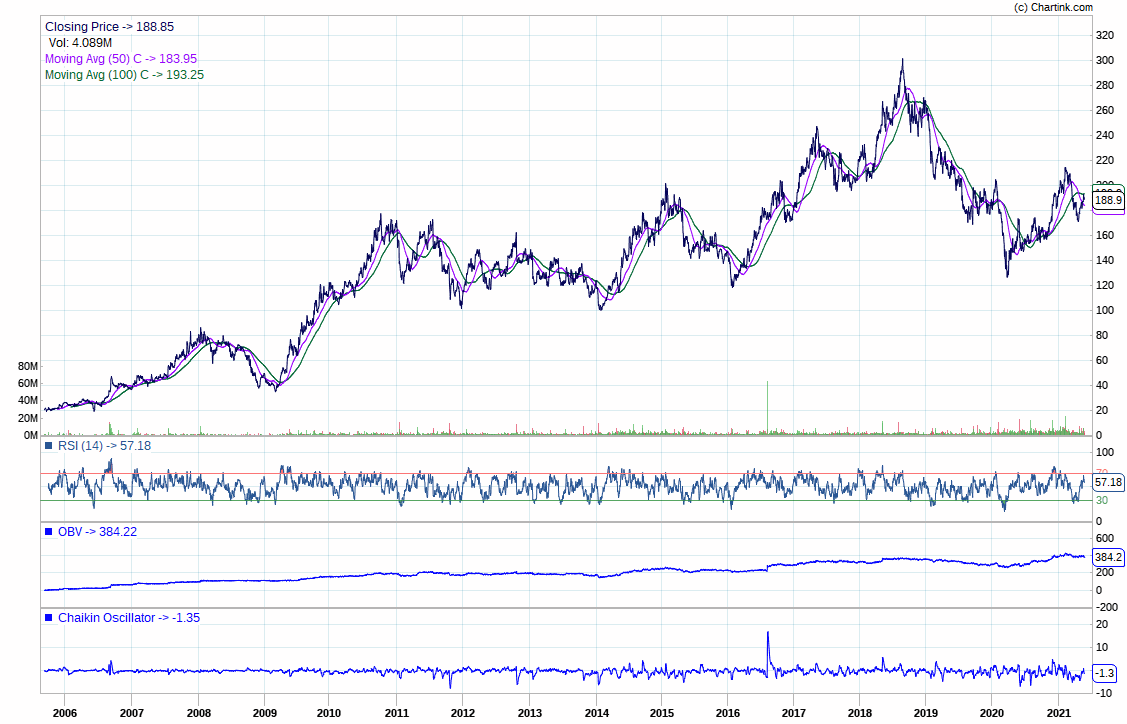 (c) Chartink.com
Closing Price -> 188.85
Vol: 4.089M
Moving Avg (50) C -> 183.95
Moving Avg (100) C -> 193.25
320
300
280
260
240
220
200
188.9
160
140
120
100
80
60
40
20
0
80M
60M
40M
20M
0M
RSI (14) -> 57.18
100
70
57.18
30
0
OBV -> 384.22
600
384.2
200
0
-200
Chaikin Oscillator -> -1.35
20
10
-1.3
-10
2006 2007 2008 2009 2010 2011 2012 2013 2014 2015 2016 2017 2018 2019 2020 2021